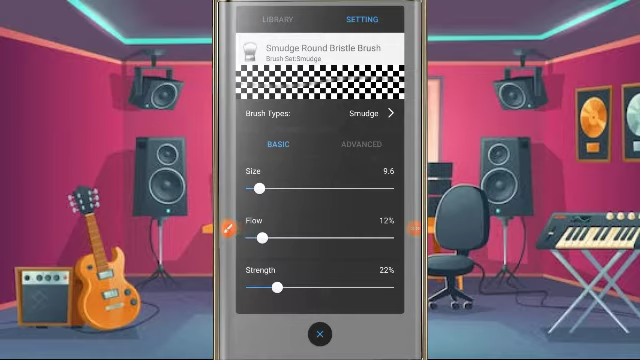 LIBRARY SETTING
Smudge Round Bristle Brush
Brush Set:Smudge
Brush Types: Smudge
BASIC ADVANCED
Size 9.6
Flow 12%
Strength 22%